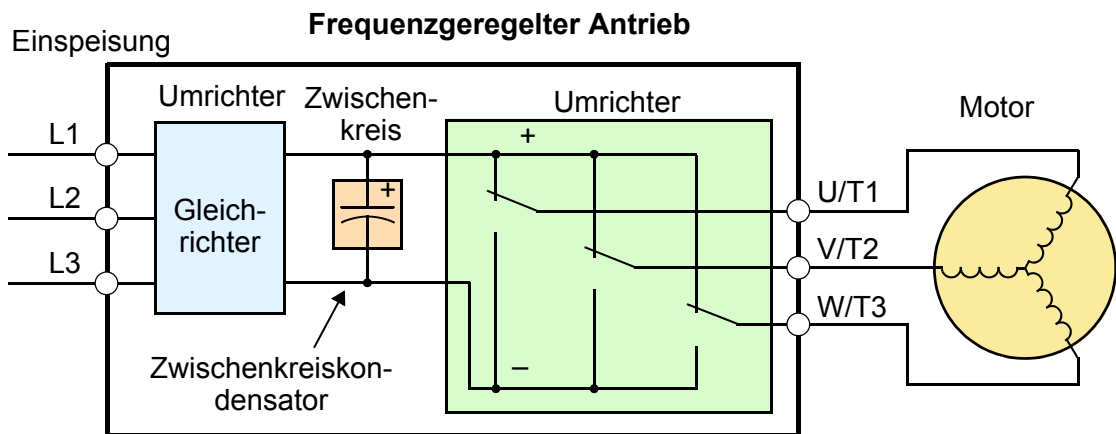 Frequenzgeregelter Antrieb
Einspeisung
Umrichter
Zwischen-
kreis
Umrichter
Motor
L1
L2
L3
Gleich-
richter
+
+
–
U/T1
V/T2
W/T3
Zwischenkreiskon-
densator